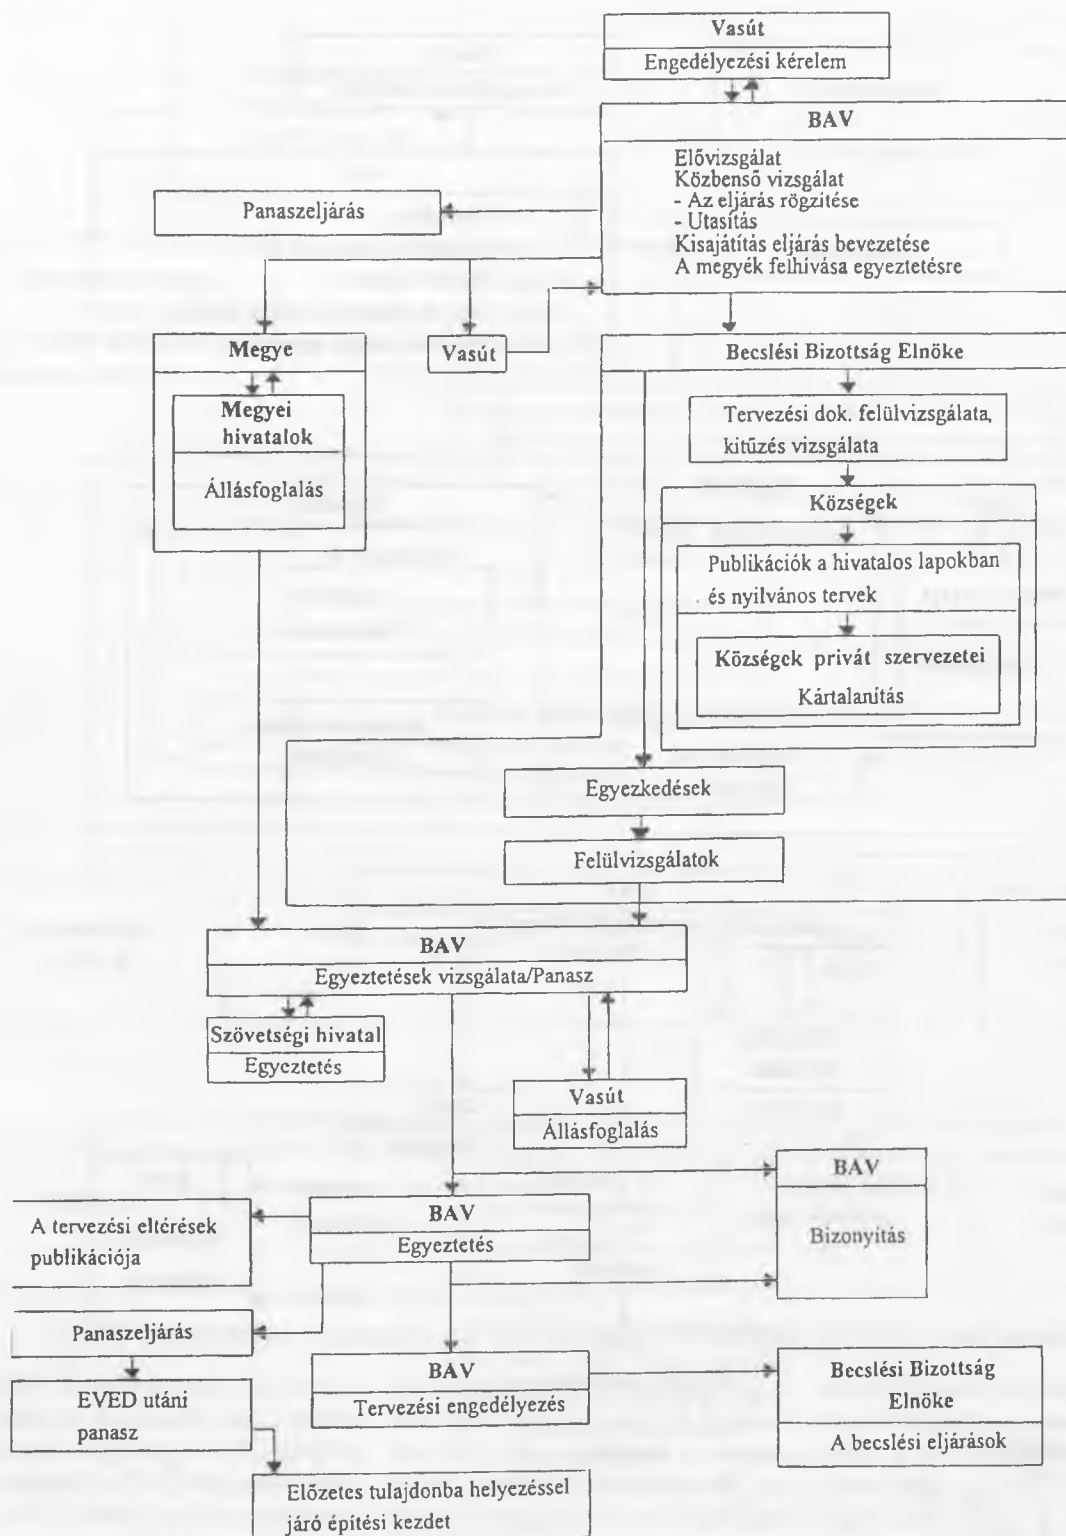 Vasút
Engedélyezési kérelem
BAV
Elővizsgálat
Közbenső vizsgálat
- Az eljárás rögzítése
- Utasítás
Kisajátítás eljárás bevezetése
A megyék felhívása egyeztetésre
Panaszeljárás
Megye
Megyei
hivatalok
Állásfoglalás
Vasút
Becslési Bizottság Elnöke
Tervezési dok. felülvizsgálata,
kitűzés vizsgálata
Községek
Publikációk a hivatalos lapokban
és nyilvános tervek
Községek privát szervezetei
Kártalanítás
Egyezkedések
Felülvizsgálatok
BAV
Egyeztetések vizsgálata/Panasz
Szövetségi hivatal
Egyeztetés
Vasút
Állásfoglalás
BAV
Bizonyítás
A tervezési eltérések
publikációja
BAV
Egyeztetés
Panaszeljárás
EVED utáni
panasz
BAV
Tervezési engedélyezés
Becslési Bizottság
Elnöke
A becslési eljárások
Előzetes tulajdonba helyezéssel
járó építési kezdet